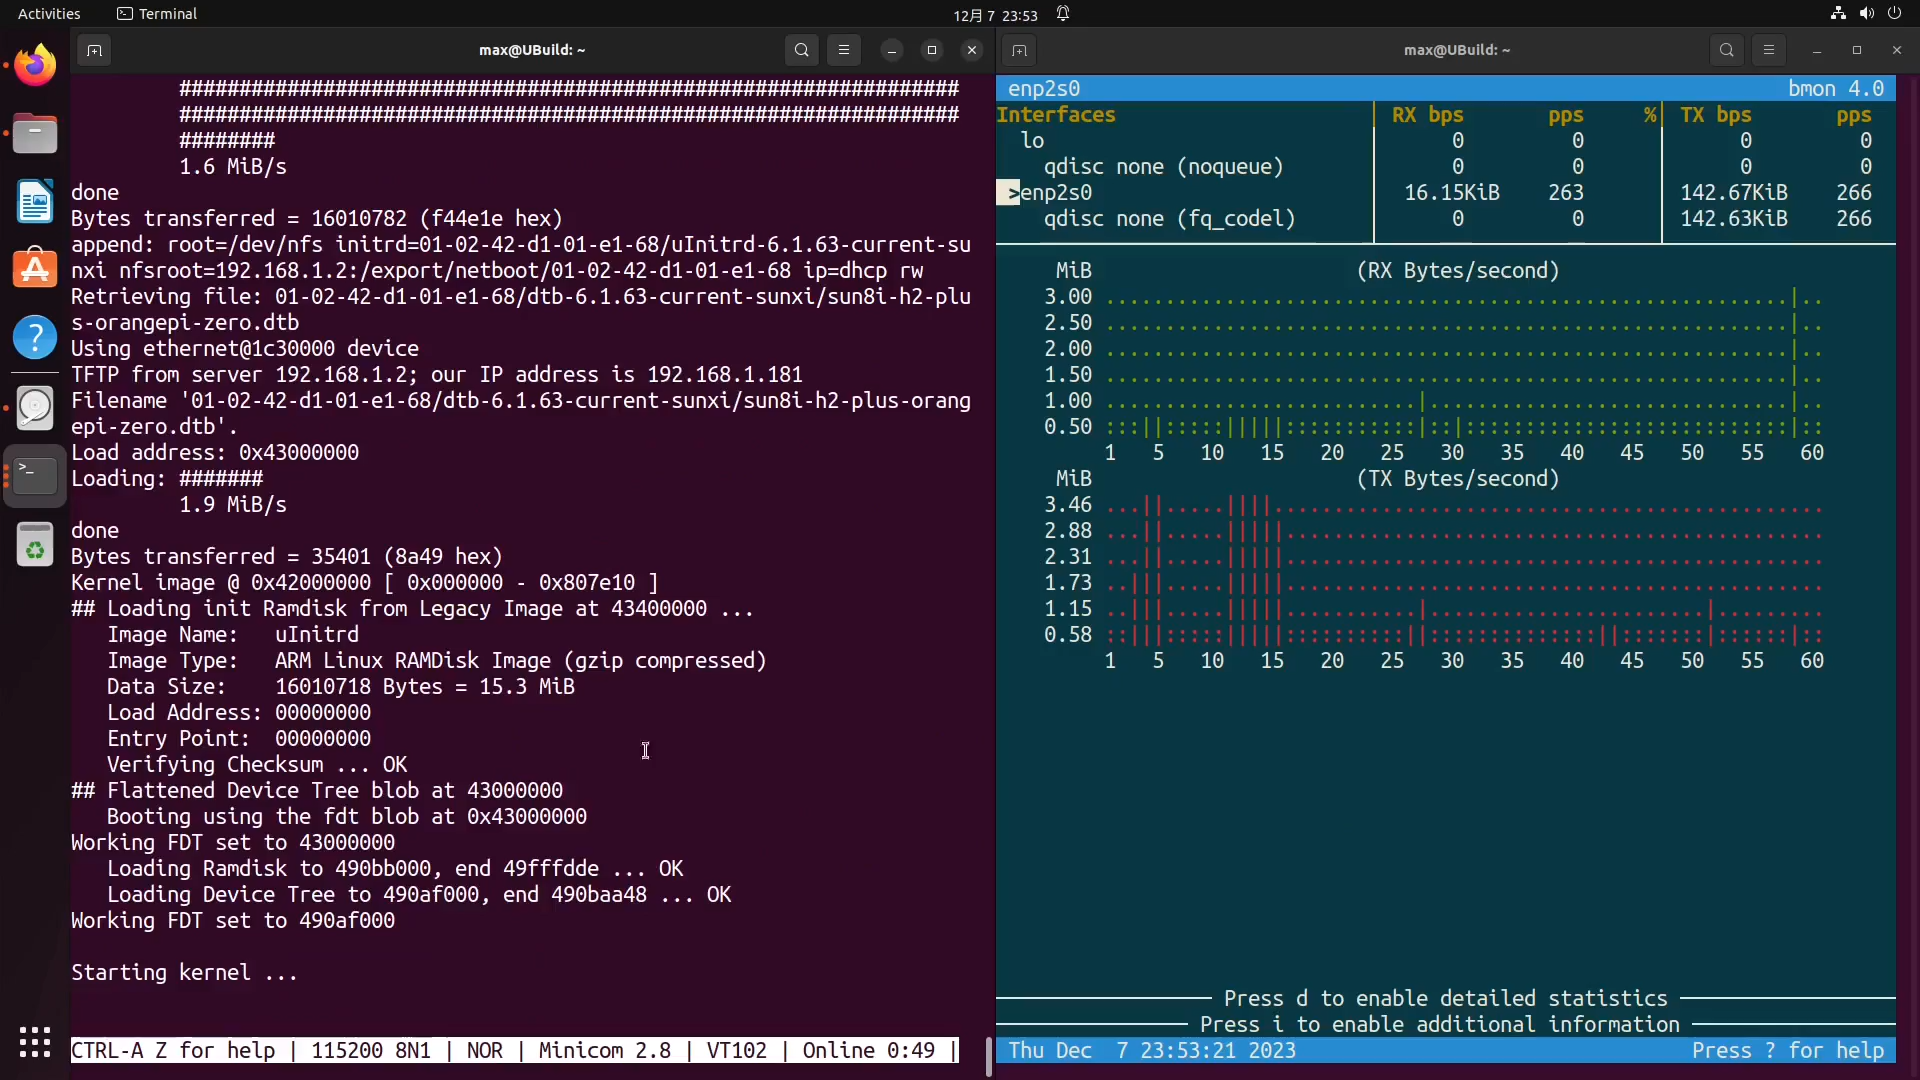 Activities
Terminal
12月 7 23:53
max@UBuild: ~
################################################################# 
#################################################################
########
1.6 MiB/s
done
Bytes transferred = 16010782 (f44e1e hex)
append: root=/dev/nfs initrd=01-02-42-d1-01-e1-68/uInitrd-6.1.63-current-su
nxi nfsroot=192.168.1.2:/export/netboot/01-02-42-d1-01-e1-68 ip=dhcp rw
Retrieving file: 01-02-42-d1-01-e1-68/dtb-6.1.63-current-sunxi/sun8i-h2-plu
s-orangepi-zero.dtb
Using ethernet@1c30000 device
TFTP from server 192.168.1.2; our IP address is 192.168.1.181
Filename '01-02-42-d1-01-e1-68/dtb-6.1.63-current-sunxi/sun8i-h2-plus-orang
epi-zero.dtb'.
Load address: 0x43000000
Loading: #######
1.9 MiB/s
done
Bytes transferred = 35401 (8a49 hex)
Kernel image @ 0x42000000 [ 0x000000 - 0x807e10 ]
## Loading init Ramdisk from Legacy Image at 43400000 ...
Image Name:   uInitrd
Image Type:   ARM Linux RAMDisk Image (gzip compressed)
Data Size:    16010718 Bytes = 15.3 MiB
Load Address: 00000000
Entry Point:  00000000
Verifying Checksum ... OK
## Flattened Device Tree blob at 43000000
Booting using the fdt blob at 0x43000000
Working FDT set to 43000000
Loading Ramdisk to 490bb000, end 49fffdde ... OK
Loading Device Tree to 490af000, end 490baa48 ... OK
Working FDT set to 490af000
Starting kernel ...
CTRL-A Z for help | 115200 8N1 | NOR | Minicom 2.8 | VT102 | Online 0:49 |
max@UBuild: ~
enp2s0 bmon 4.0
Interfaces | RX bps pps %| TX bps pps
lo | 0 0 | 0 0
qdisc none (noqueue) | 0 0 | 0 0
>enp2s0 | 16.15KiB 263 | 142.67KiB 266
qdisc none (fq_codel) | 0 0 | 142.63KiB 266
MiB (RX Bytes/second)
3.00 .........................................................|..
2.50 .........................................................|..
2.00 .........................................................|..
1.50 .........................................................|..
1.00 ..........................|..............................|..
0.50 :::||:::::|||||:::::::::::|::|:::::::::::::::::::::::::::|::
1 5 10 15 20 25 30 35 40 45 50 55 60
MiB (TX Bytes/second)
3.46 ...||.....||||..............................................
2.88 ...||.....|||||.............................................
2.31 ...||.....|||||.............................................
1.73 ..|||.....|||||.............................................
1.15 ..|||.....|||||...........|.......................|.........
0.58 ::|||:::::|||||::::::::::||::::::::::::::||:::::::|::::::|::
1 5 10 15 20 25 30 35 40 45 50 55 60
Press d to enable detailed statistics
Press i to enable additional information
Thu Dec  7 23:53:21 2023 Press ? for help